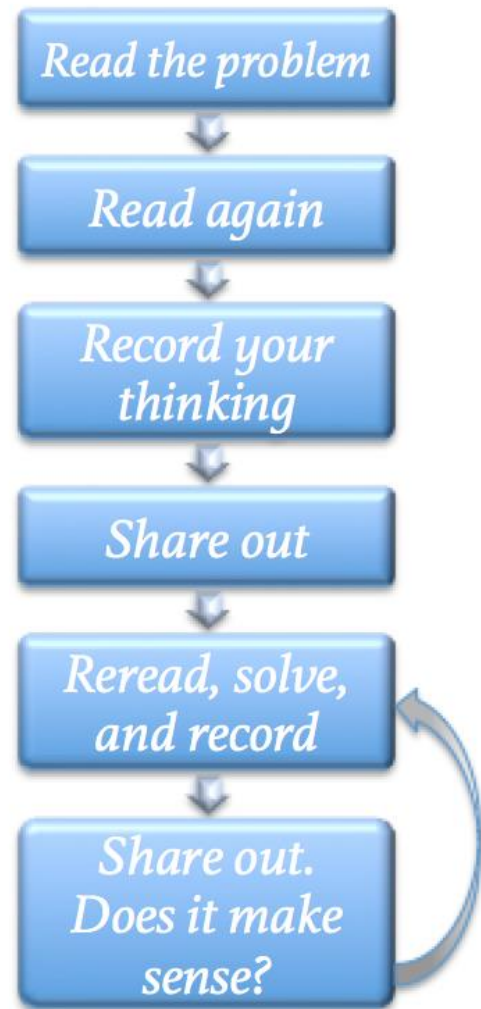 Read the problem
Read again
Record your
thinking
Share out
Reread, solve,
and record
Share out.
Does it make
sense?